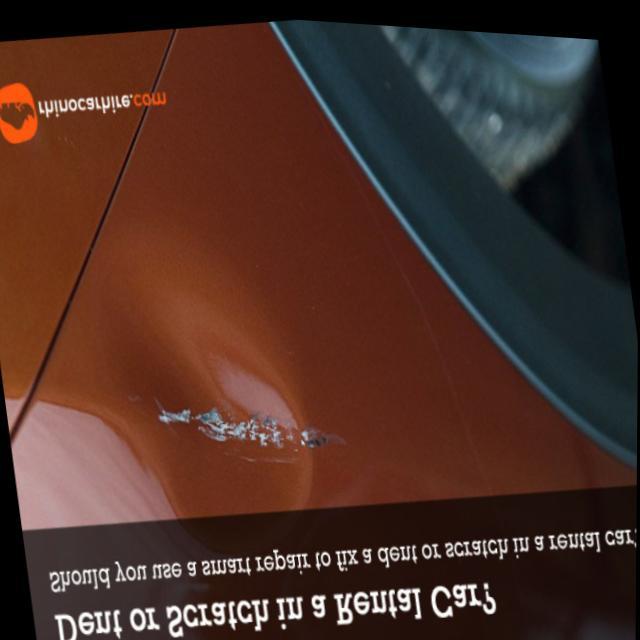 Dent or Scratch in a Rental Car?
Should you use a smart repair to fix a dent or scratch in a rental car?
rhinocarhire.com